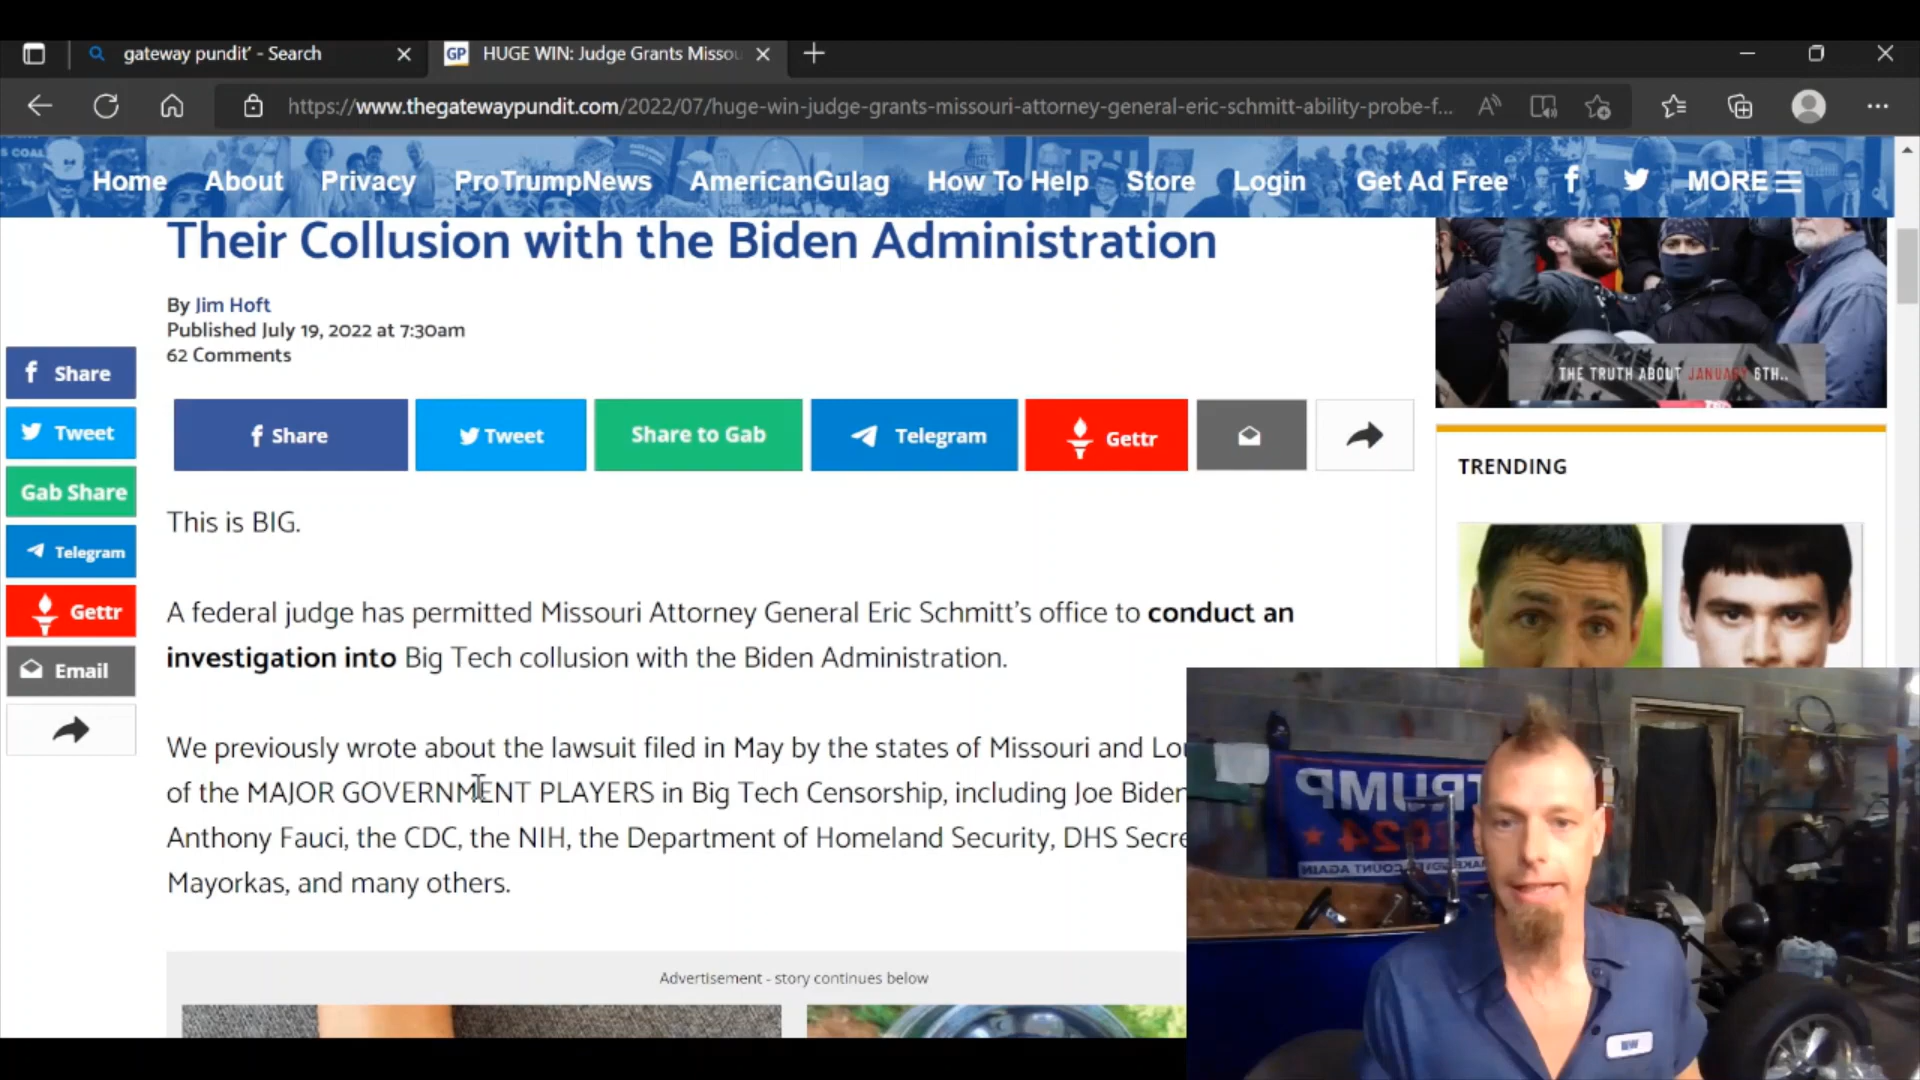 gateway pundit' - Search
GP HUGE WIN: Judge Grants Missou
https://www.thegatewaypundit.com/2022/07/huge-win-judge-grants-missouri-attorney-general-eric-schmitt-ability-probe-f...
S COAL
Home About Privacy ProTrumpNews AmericanGulag How To Help Store Login Get Ad Free MORE
Their Collusion with the Biden Administration
By Jim Hoft
Published July 19, 2022 at 7:30am
62 Comments
Share
Tweet
Gab Share
Telegram
Gettr
Email
Share Tweet Share to Gab Telegram Gettr
THE TRUTH ABOUT JANUARY 6TH..
TRENDING
This is BIG.
A federal judge has permitted Missouri Attorney General Eric Schmitt's office to conduct an
investigation into Big Tech collusion with the Biden Administration.
We previously wrote about the lawsuit filed in May by the states of Missouri and Lou
of the MAJOR GOVERNMENT PLAYERS in Big Tech Censorship, including Joe Biden
Anthony Fauci, the CDC, the NIH, the Department of Homeland Security, DHS Secre
Mayorkas, and many others.
Advertisement - story continues below
TRUMP
2024
COUNT AGAIN